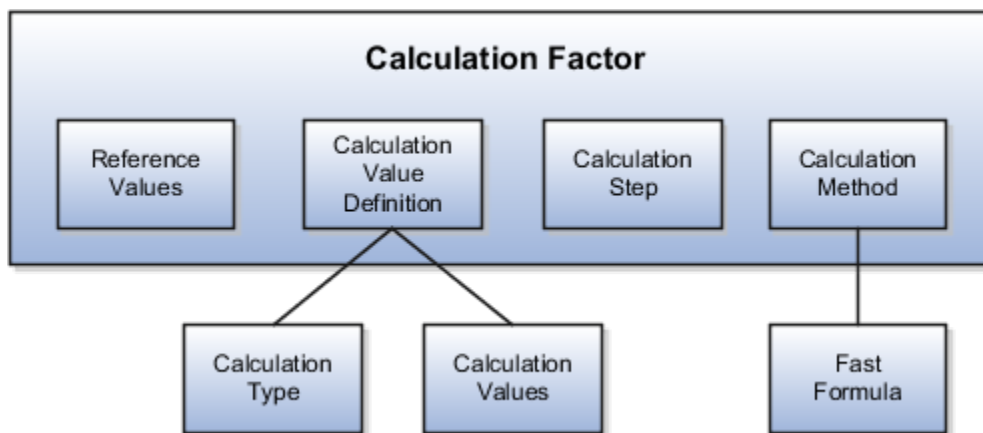 Calculation Factor
Reference
Values
Calculation
Value
Definition
Calculation
Step
Calculation
Method
Calculation
Type
Calculation
Values
Fast
Formula